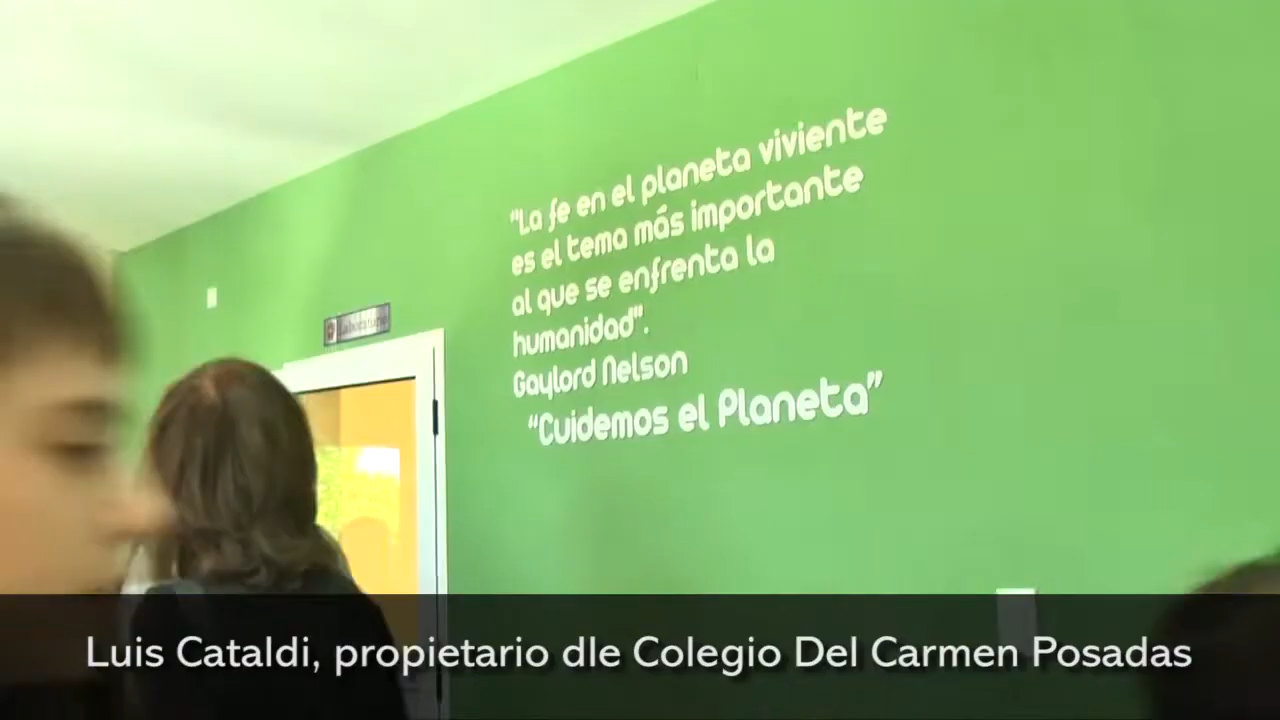 "La fe en el planeta viviente
es el tema más importante
al que se enfrenta la
humanidad".
Gaylord Nelson
"Cuidemos el Planeta”
Laboratorio
Luis Cataldi, propietario dle Colegio Del Carmen Posadas